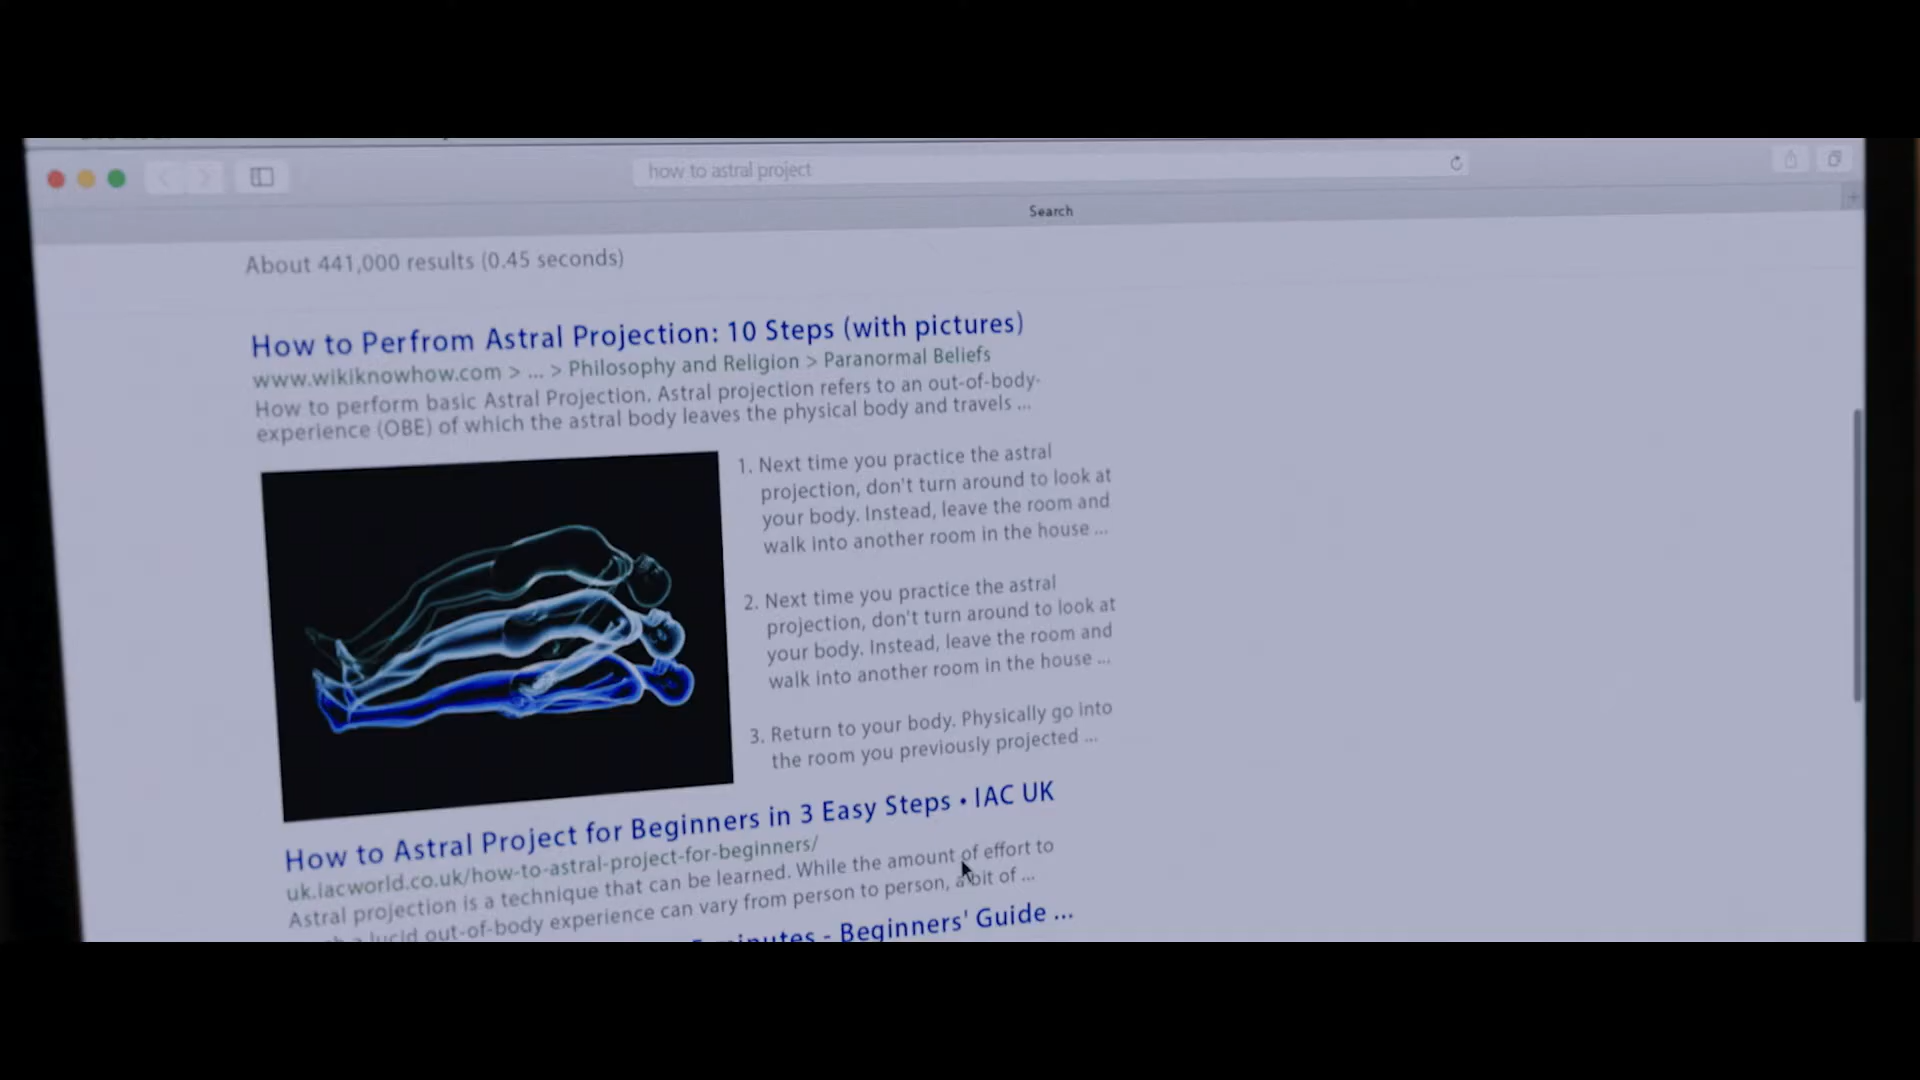 how to astral project
Search
About 441,000 results (0.45 seconds)
How to Perfrom Astral Projection: 10 Steps (with pictures)
www.wikiknowhow.com > ... > Philosophy and Religion > Paranormal Beliefs
How to perform basic Astral Projection. Astral projection refers to an out-of-body-
experience (OBE) of which the astral body leaves the physical body and travels ...
1. Next time you practice the astral
projection, don't turn around to look at
your body. Instead, leave the room and
walk into another room in the house ...
2. Next time you practice the astral
projection, don't turn around to look at
your body. Instead, leave the room and
walk into another room in the house ...
3. Return to your body. Physically go into
the room you previously projected ...
How to Astral Project for Beginners in 3 Easy Steps • IAC UK
uk.iacworld.co.uk/how-to-astral-project-for-beginners/
Astral projection is a technique that can be learned. While the amount of effort to
a lucid out-of-body experience can vary from person to person, a bit of ...
minutes - Beginners' Guide ...